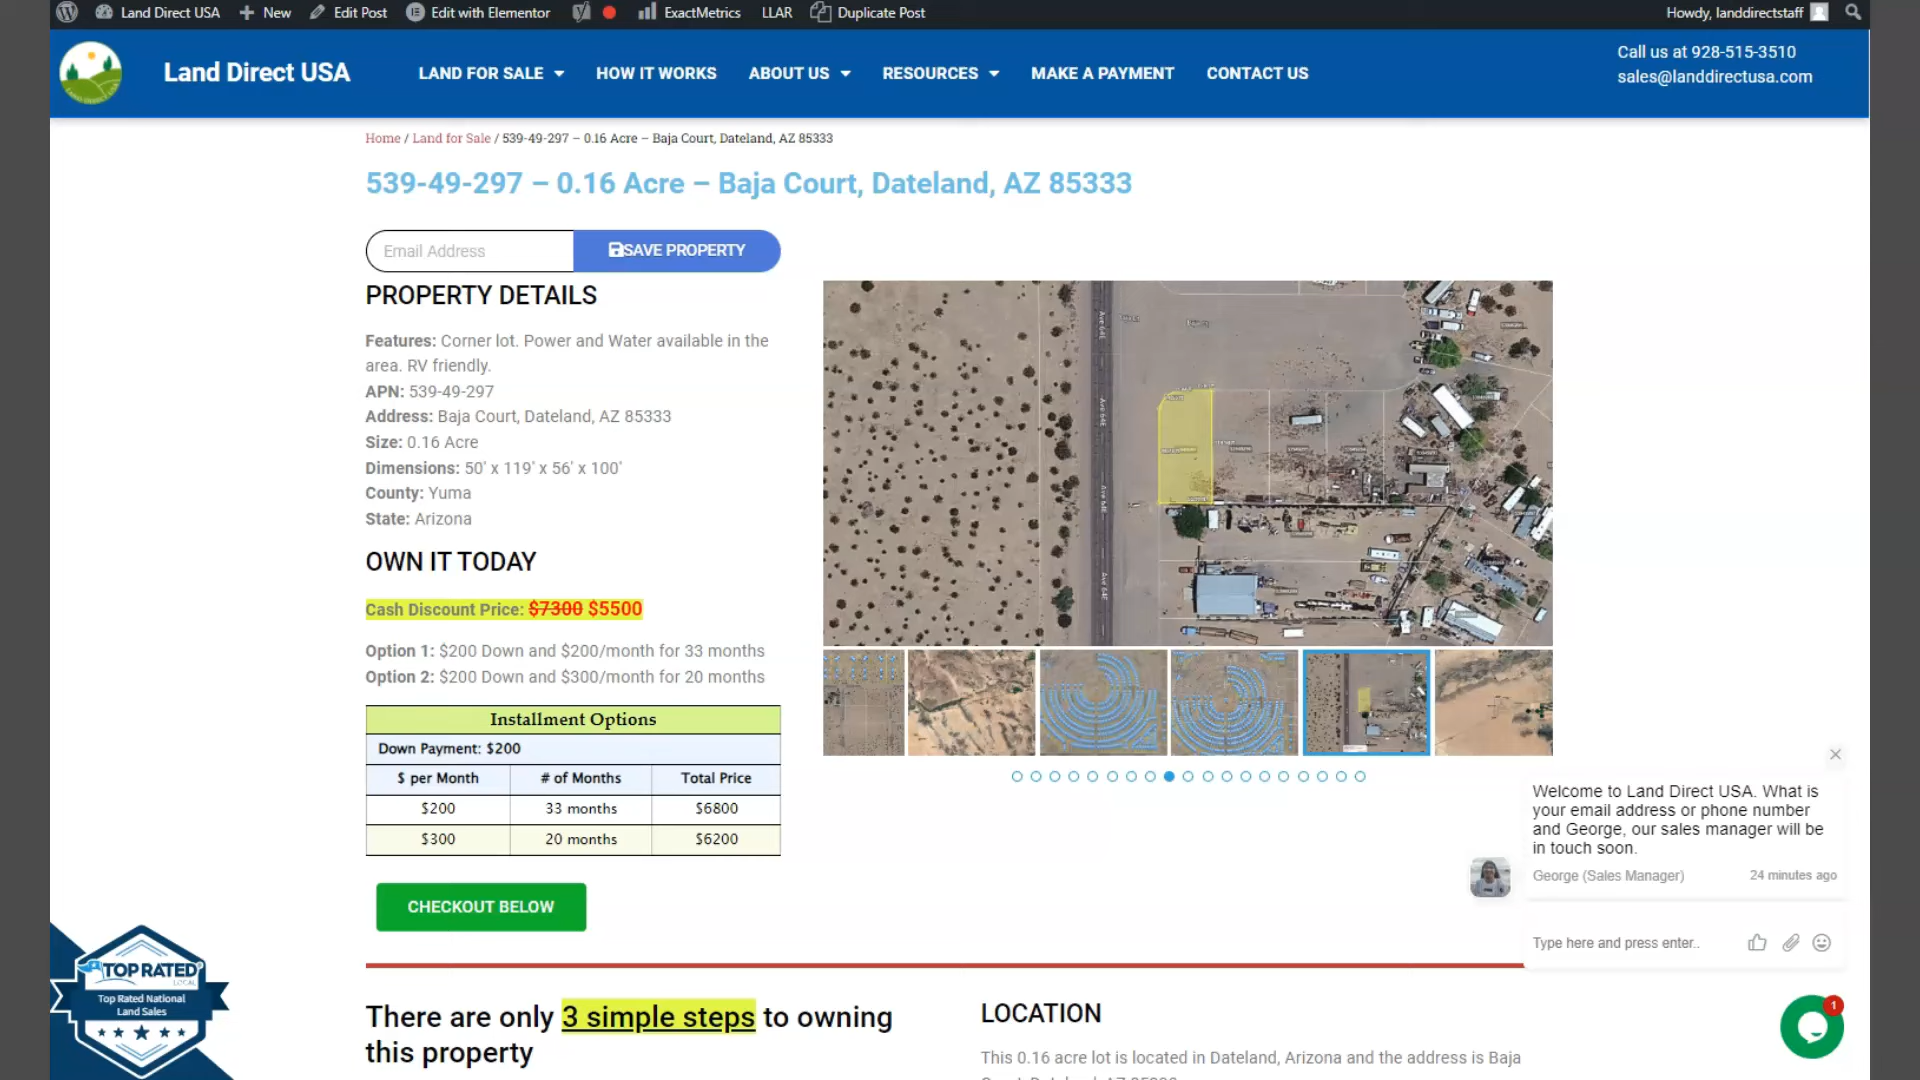 Land Direct USA
New
Edit Post
Edit with Elementor
ExactMetrics
LLAR
Duplicate Post
Howdy, landdirectstaff
Land Direct USA
LAND FOR SALE
HOW IT WORKS
ABOUT US
RESOURCES
MAKE A PAYMENT
CONTACT US
Call us at 928-515-3510
sales@landdirectusa.com
Home / Land for Sale / 539-49-297 – 0.16 Acre – Baja Court, Dateland, AZ 85333
539-49-297 – 0.16 Acre – Baja Court, Dateland, AZ 85333
Email Address
SAVE PROPERTY
PROPERTY DETAILS
Features: Corner lot. Power and Water available in the
area. RV friendly.
APN: 539-49-297
Address: Baja Court, Dateland, AZ 85333
Size: 0.16 Acre
Dimensions: 50' x 119' x 56' x 100'
County: Yuma
State: Arizona
OWN IT TODAY
Cash Discount Price: $7300 $5500
Option 1: $200 Down and $200/month for 33 months
Option 2: $200 Down and $300/month for 20 months
Installment Options
Down Payment: $200
$ per Month # of Months Total Price
$200 33 months $6800
$300 20 months $6200
CHECKOUT BELOW
Ave 64E
Ave 64E
Ave 64E
Ave 64E
Welcome to Land Direct USA. What is
your email address or phone number
and George, our sales manager will be
in touch soon.
George (Sales Manager) 24 minutes ago
Type here and press enter..
1
TOP RATED
LOCAL
Top Rated National
Land Sales
There are only 3 simple steps to owning
this property
LOCATION
This 0.16 acre lot is located in Dateland, Arizona and the address is Baja